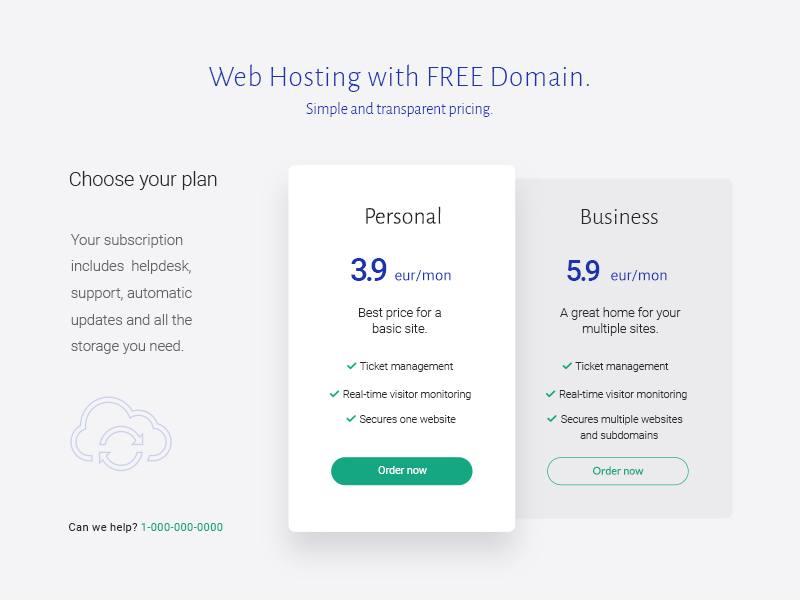 Web Hosting with FREE Domain.
Simple and transparent pricing.
Choose your plan
Your subscription
includes helpdesk,
support, automatic
updates and all the
storage you need.
Can we help? 1-000-000-0000
Personal
3.9 eur/mon
Best price for a
basic site.
Ticket management
Real-time visitor monitoring
Secures one website
Order now
Business
5.9 eur/mon
A great home for your
multiple sites.
Ticket management
Real-time visitor monitoring
Secures multiple websites
and subdomains
Order now